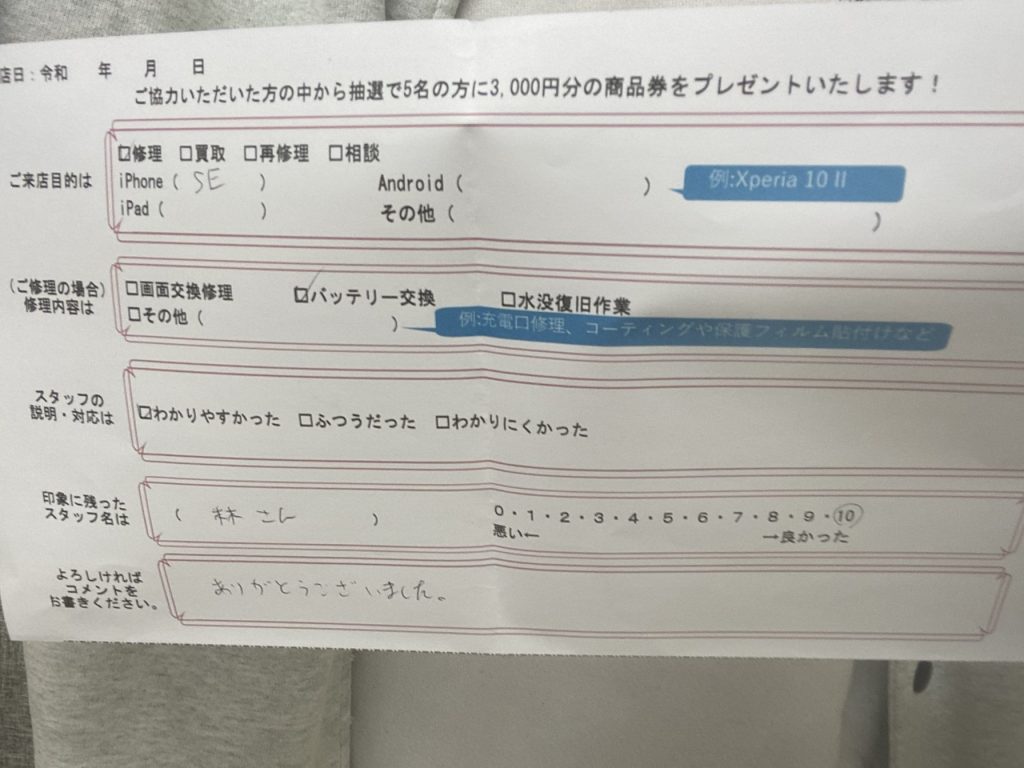 店日：令和　年　月　日
ご協力いただいた方の中から抽選で5名の方に3,000円分の商品券をプレゼントいたします！
ご来店目的は
☑修理 □買取 □再修理 □相談
iPhone ( SE ) Android ( ) 例:Xperia 10 II
iPad ( ) その他 ( )
（ご修理の場合）
修理内容は
□画面交換修理 ☑バッテリー交換 □水没復旧作業
□その他 ( ) 例:充電口修理、コーティングや保護フィルム貼付けなど
スタッフの
説明・対応は
☑わかりやすかった □ふつうだった □わかりにくかった
印象に残った
スタッフ名は
( 林 さん ) 0・1・2・3・4・5・6・7・8・9・10
悪い← →良かった
よろしければ
コメントを
お書きください。
ありがとうございました。